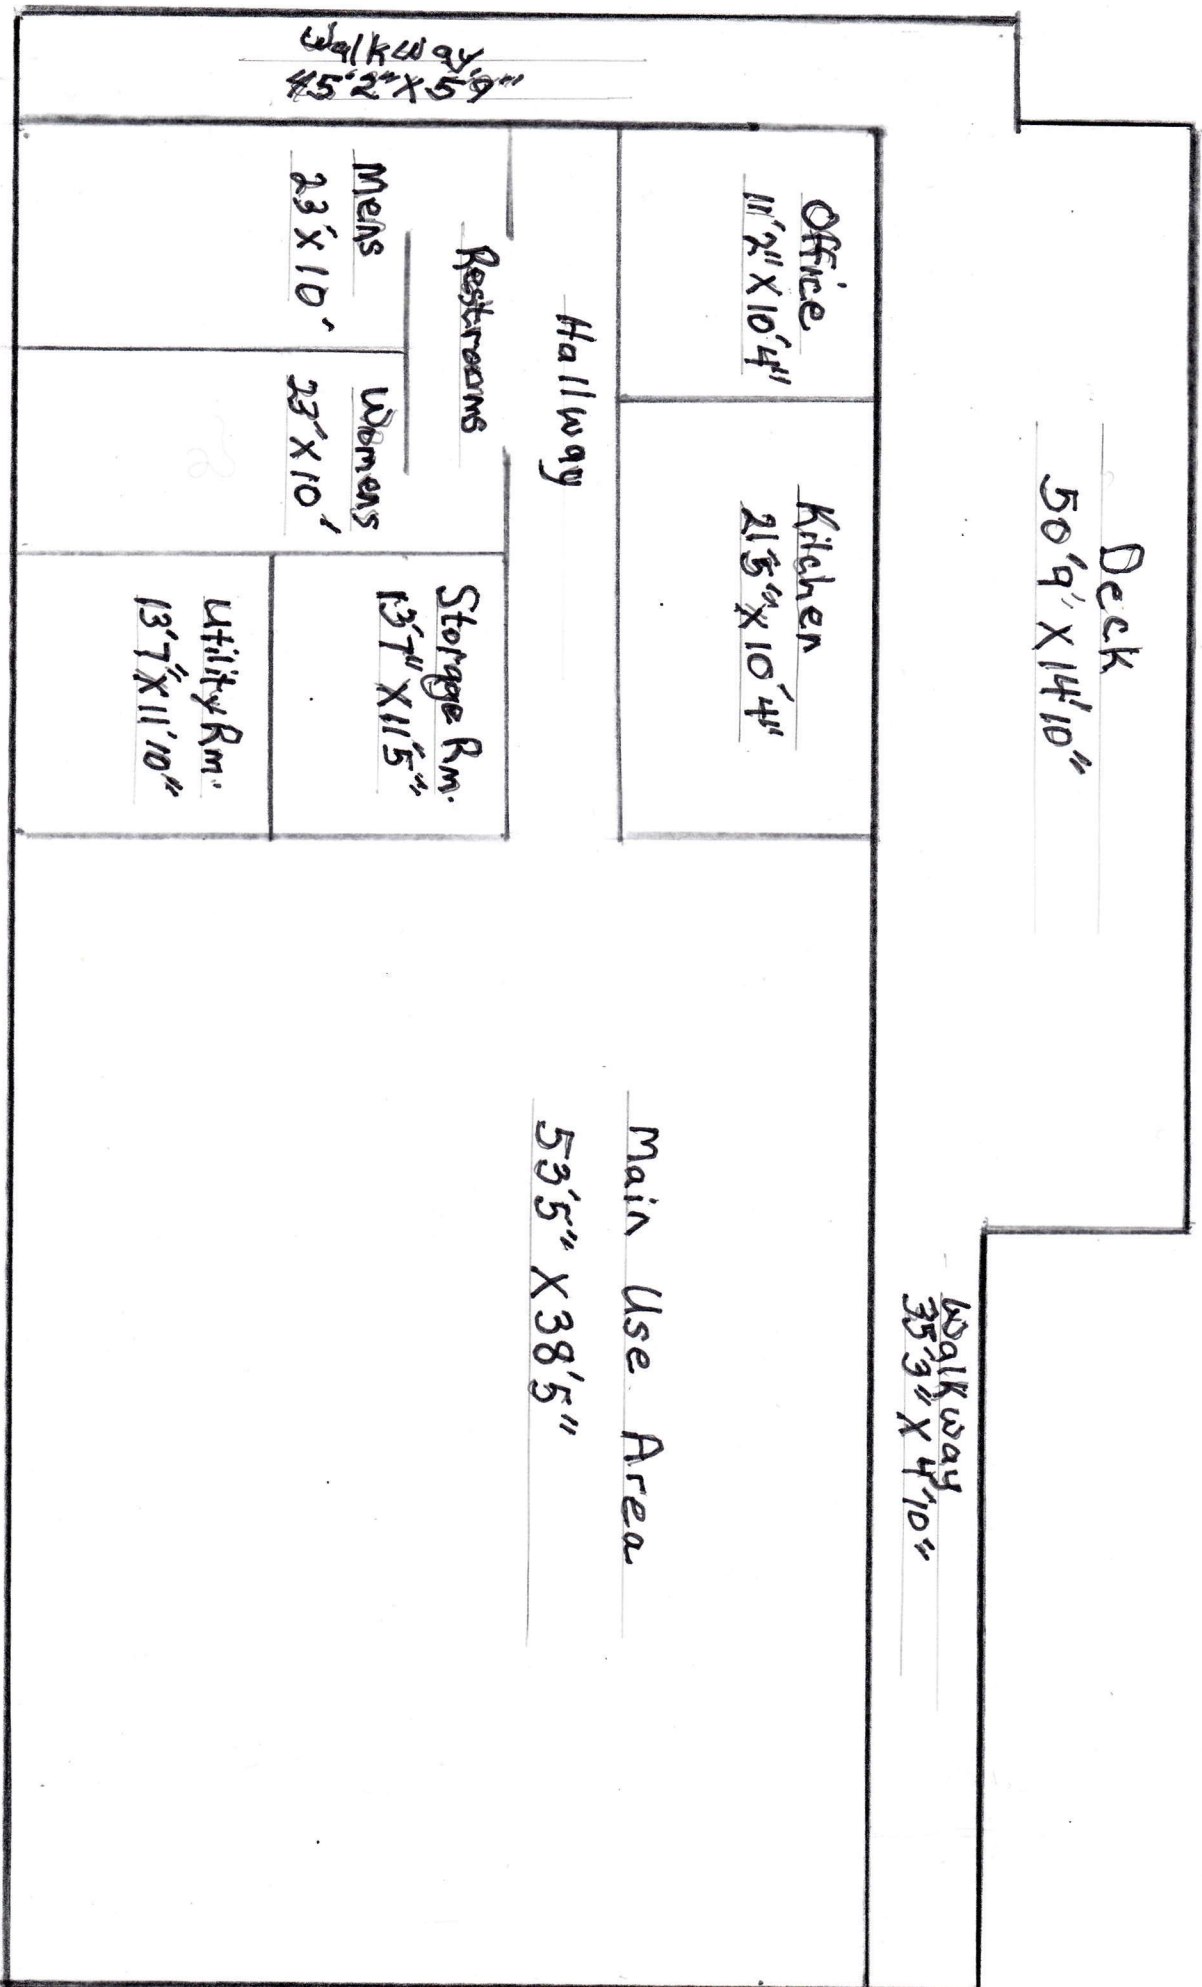 Walkway
45'2" X 5'9"
Deck
50'9" X 14'10"
Office
11'2" X 10'4"
Kitchen
21'5" X 10'4"
Hallway
Restrooms
Mens
23' X 10'
Womens
23" X 10'
Storage Rm.
13'7" X 11'5"
Utility Rm.
13'7" X 11'10"
Main Use Area
53'5" X 38'5"
Walkway
35'3" X 4'10"